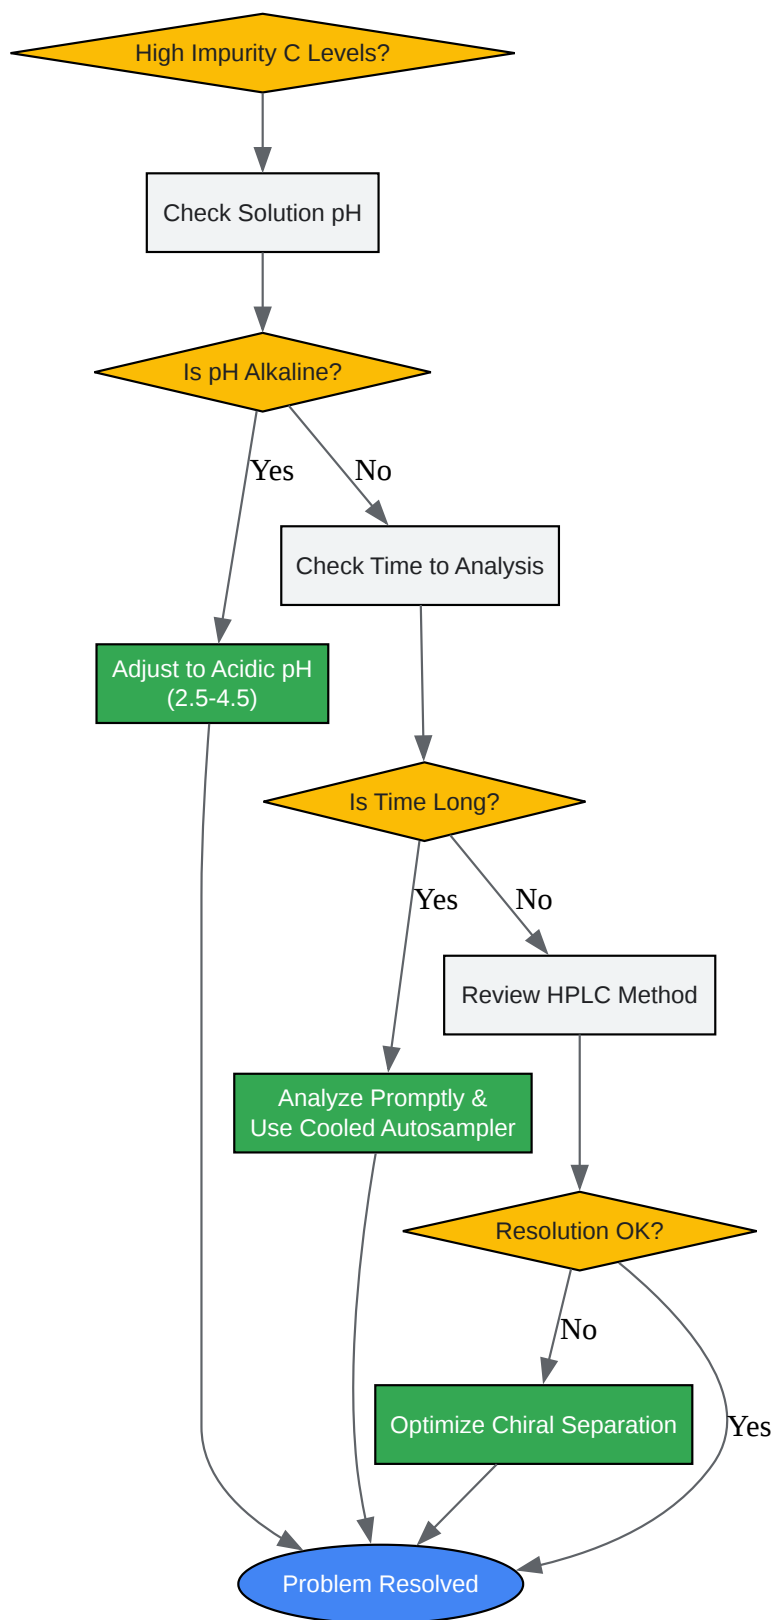 High Impurity C Levels?
Check Solution pH
Is pH Alkaline?
Yes
No
Check Time to Analysis
Adjust to Acidic pH
(2.5-4.5)
Is Time Long?
Yes
No
Review HPLC Method
Analyze Promptly &
Use Cooled Autosampler
Resolution OK?
No
Optimize Chiral Separation
Yes
Problem Resolved